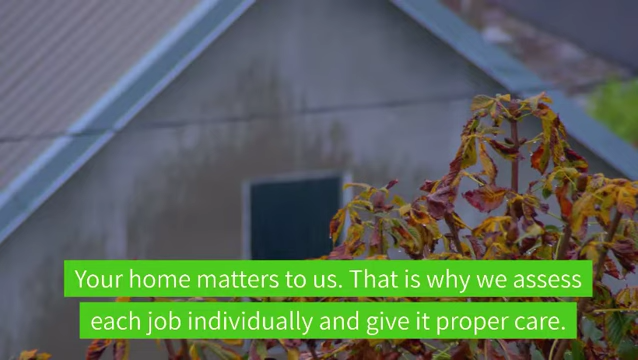 Your home matters to us. That is why we assess
each job individually and give it proper care.